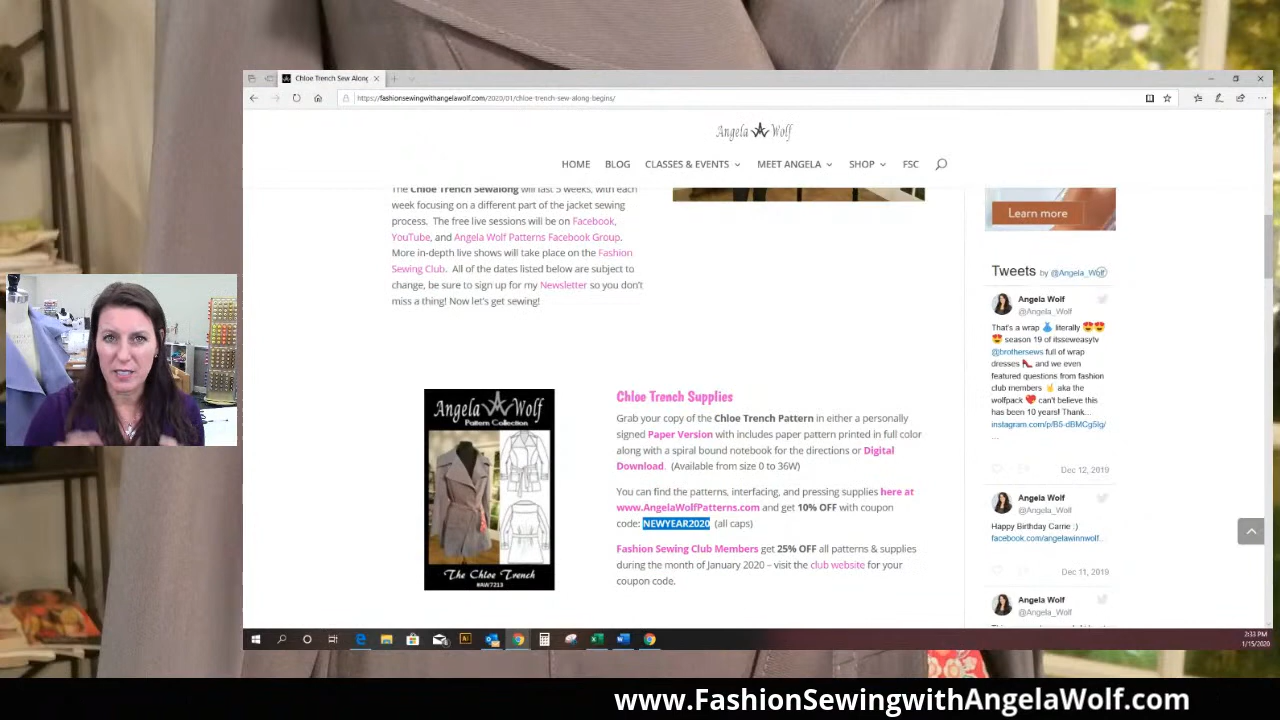 Chloe Trench Sew Along
https://fashionsewingwithangelawolf.com/2020/01/chloe-trench-sew-along-begins/
Angela Wolf
HOME BLOG CLASSES & EVENTS MEET ANGELA SHOP FSC
The Chloe Trench Sewalong will last 5 weeks, with each
week focusing on a different part of the jacket sewing
process. The free live sessions will be on Facebook,
YouTube, and Angela Wolf Patterns Facebook Group.
More in-depth live shows will take place on the Fashion
Sewing Club. All of the dates listed below are subject to
change, be sure to sign up for my Newsletter so you don't
miss a thing! Now let's get sewing!
Angela Wolf
Pattern Collection
The Chloe Trench
#AW7213
Chloe Trench Supplies
Grab your copy of the Chloe Trench Pattern in either a personally
signed Paper Version with includes paper pattern printed in full color
along with a spiral bound notebook for the directions or Digital
Download. (Available from size 0 to 36W)
You can find the patterns, interfacing, and pressing supplies here at
www.AngelaWolfPatterns.com and get 10% OFF with coupon
code: NEWYEAR2020 (all caps)
Fashion Sewing Club Members get 25% OFF all patterns & supplies
during the month of January 2020 – visit the club website for your
coupon code.
Learn more
Tweets by @Angela_Wolf
Angela Wolf
@Angela_Wolf
That's a wrap 👗 literally 😍😍
😍 season 19 of itsseweasytv
@brothersews full of wrap
dresses 👠 and we even
featured questions from fashion
club members 🤘 aka the
wolfpack ❤️ can't believe this
has been 10 years! Thank...
instagram.com/p/B5-dBMCg5Ig/
…
Dec 12, 2019
Angela Wolf
@Angela_Wolf
Happy Birthday Carrie :)
facebook.com/angelawinnwolf…
Dec 11, 2019
Angela Wolf
@Angela_Wolf
2:33 PM
1/15/2020
www.FashionSewingwithAngelaWolf.com